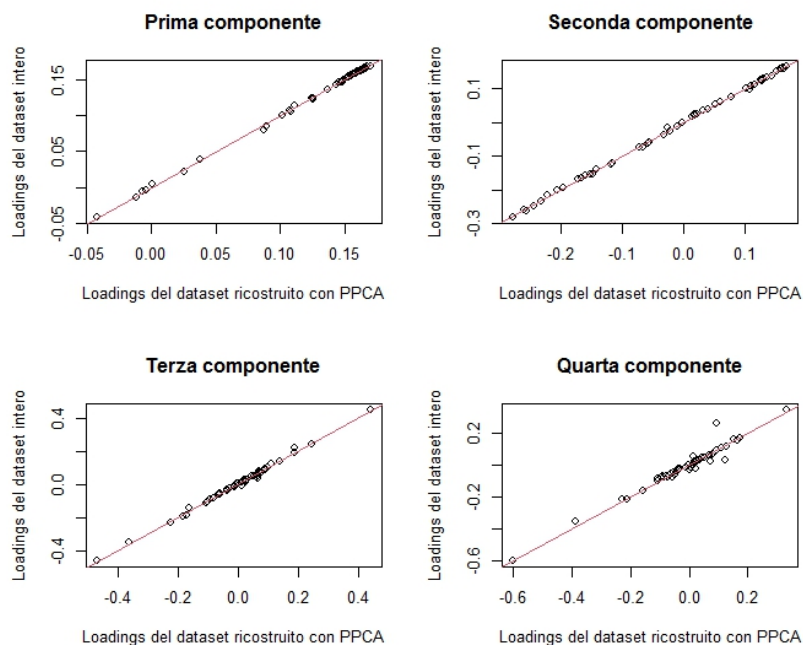 Prima componente
Loadings del dataset intero
0.15
0.05
-0.05
-0.05
0.00
0.05
0.10
0.15
Loadings del dataset ricostruito con PPCA
Seconda componente
Loadings del dataset intero
0.1
-0.1
-0.3
-0.2
-0.1
0.0
0.1
Loadings del dataset ricostruito con PPCA
Terza componente
Loadings del dataset intero
0.4
0.0
-0.4
-0.4
-0.2
0.0
0.2
0.4
Loadings del dataset ricostruito con PPCA
Quarta componente
Loadings del dataset intero
0.2
-0.2
-0.6
-0.6
-0.4
-0.2
0.0
0.2
Loadings del dataset ricostruito con PPCA